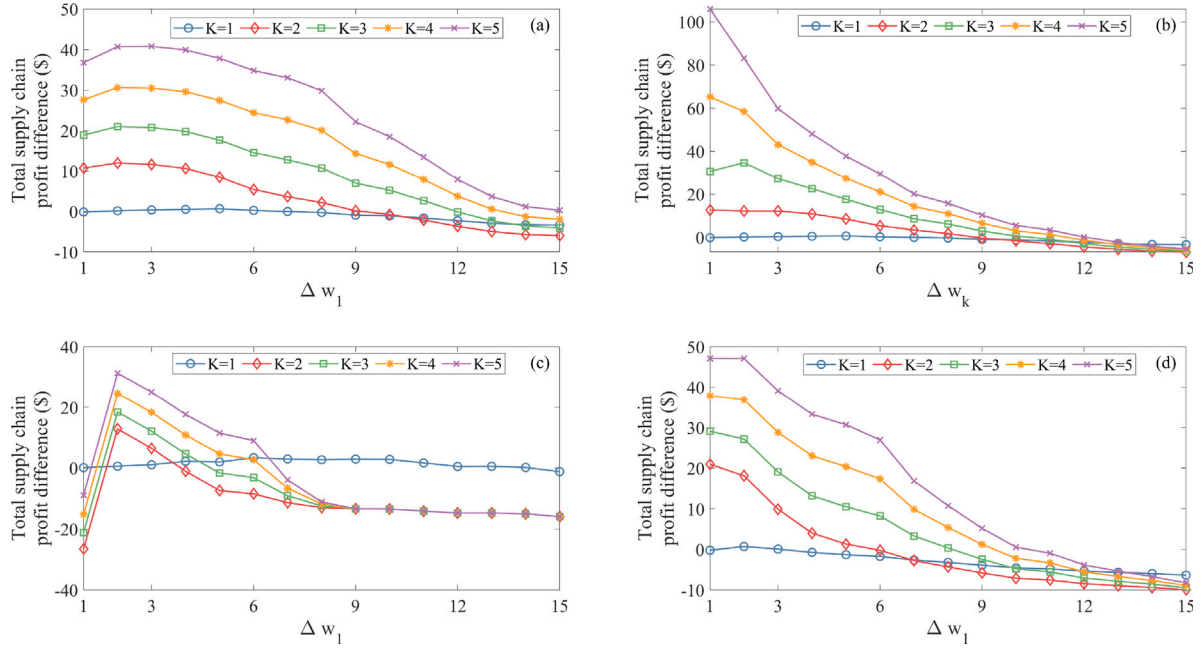 Total supply chain
profit difference ($)
50
40
30
20
10
0
-10
K=1 K=2 K=3 K=4 K=5
(a)
1 3 6 9 12 15
Δ w1
Total supply chain
profit difference ($)
100
80
60
40
20
0
K=1 K=2 K=3 K=4 K=5
(b)
1 3 6 9 12 15
Δ wk
Total supply chain
profit difference ($)
40
20
0
-20
-40
K=1 K=2 K=3 K=4 K=5
(c)
1 3 6 9 12 15
Δ w1
Total supply chain
profit difference ($)
50
40
30
20
10
0
-10
K=1 K=2 K=3 K=4 K=5
(d)
1 3 6 9 12 15
Δ w1